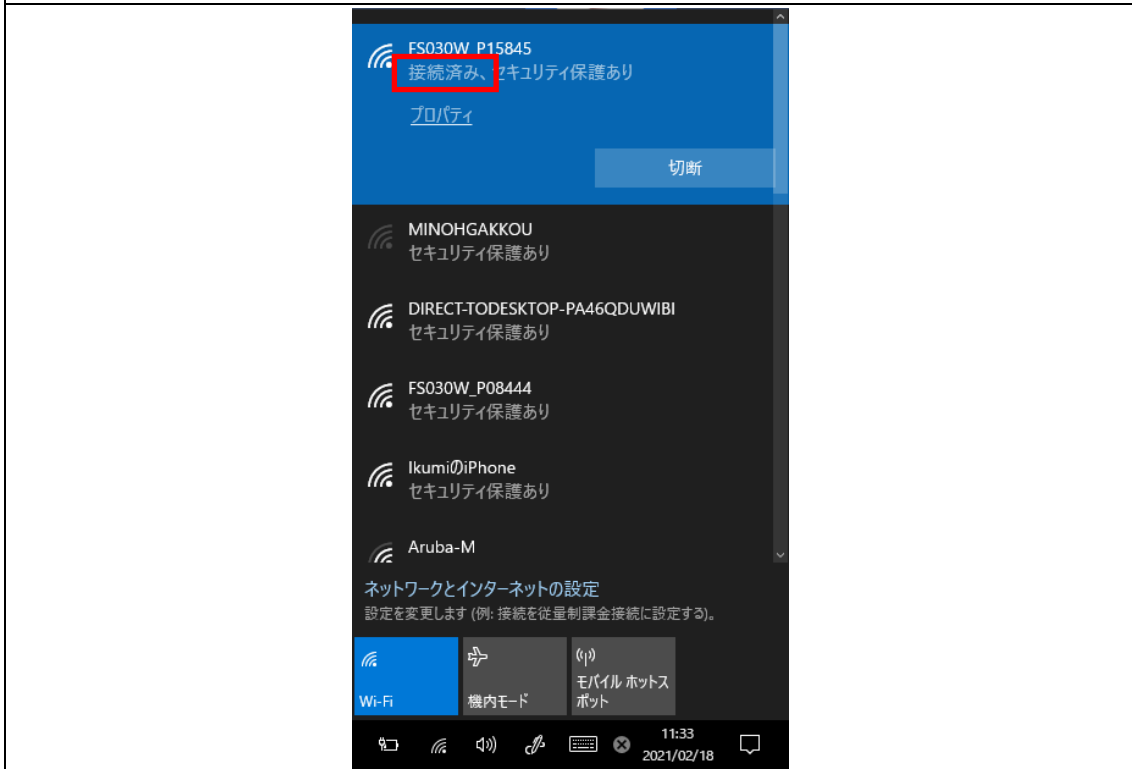 FS030W_P15845
接続済み、セキュリティ保護あり
プロパティ
切断
MINOHGAKKOU
セキュリティ保護あり
DIRECT-TODESKTOP-PA46QDUWIBI
セキュリティ保護あり
FS030W_P08444
セキュリティ保護あり
IkumiのiPhone
セキュリティ保護あり
Aruba-M
ネットワークとインターネットの設定
設定を変更します (例: 接続を従量制課金接続に設定する)。
Wi-Fi
機内モード
モバイル ホットス
ポット
11:33
2021/02/18